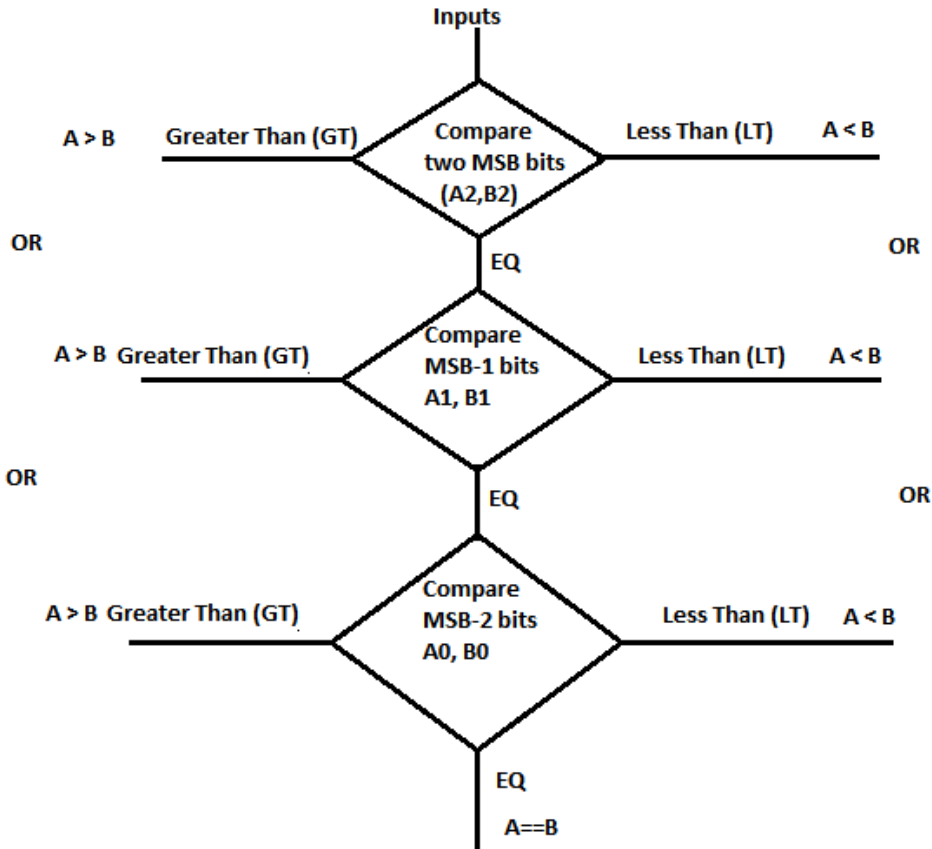 Inputs
A > B
Greater Than (GT)
Compare
two MSB bits
(A2,B2)
Less Than (LT)
A < B
OR
OR
EQ
A > B
Greater Than (GT)
Compare
MSB-1 bits
A1, B1
Less Than (LT)
A < B
OR
OR
EQ
A > B
Greater Than (GT)
Compare
MSB-2 bits
A0, B0
Less Than (LT)
A < B
EQ
A==B